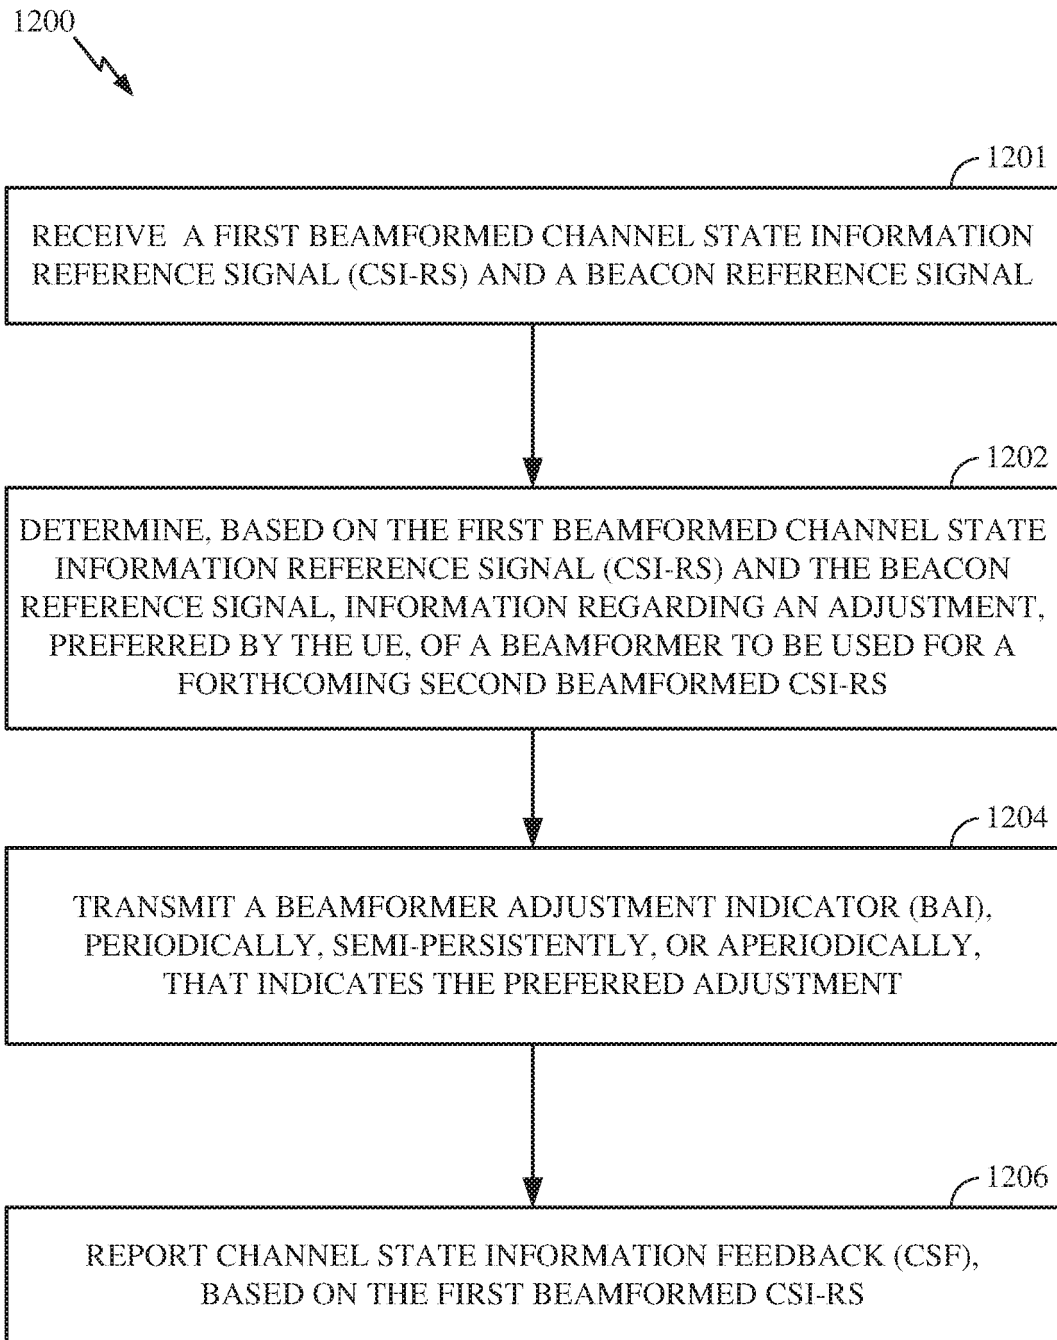 1200
1201
RECEIVE A FIRST BEAMFORMED CHANNEL STATE INFORMATION
REFERENCE SIGNAL (CSI-RS) AND A BEACON REFERENCE SIGNAL
1202
DETERMINE, BASED ON THE FIRST BEAMFORMED CHANNEL STATE
INFORMATION REFERENCE SIGNAL (CSI-RS) AND THE BEACON
REFERENCE SIGNAL, INFORMATION REGARDING AN ADJUSTMENT,
PREFERRED BY THE UE, OF A BEAMFORMER TO BE USED FOR A
FORTHCOMING SECOND BEAMFORMED CSI-RS
1204
TRANSMIT A BEAMFORMER ADJUSTMENT INDICATOR (BAI),
PERIODICALLY, SEMI-PERSISTENTLY, OR APERIODICALLY,
THAT INDICATES THE PREFERRED ADJUSTMENT
1206
REPORT CHANNEL STATE INFORMATION FEEDBACK (CSF),
BASED ON THE FIRST BEAMFORMED CSI-RS